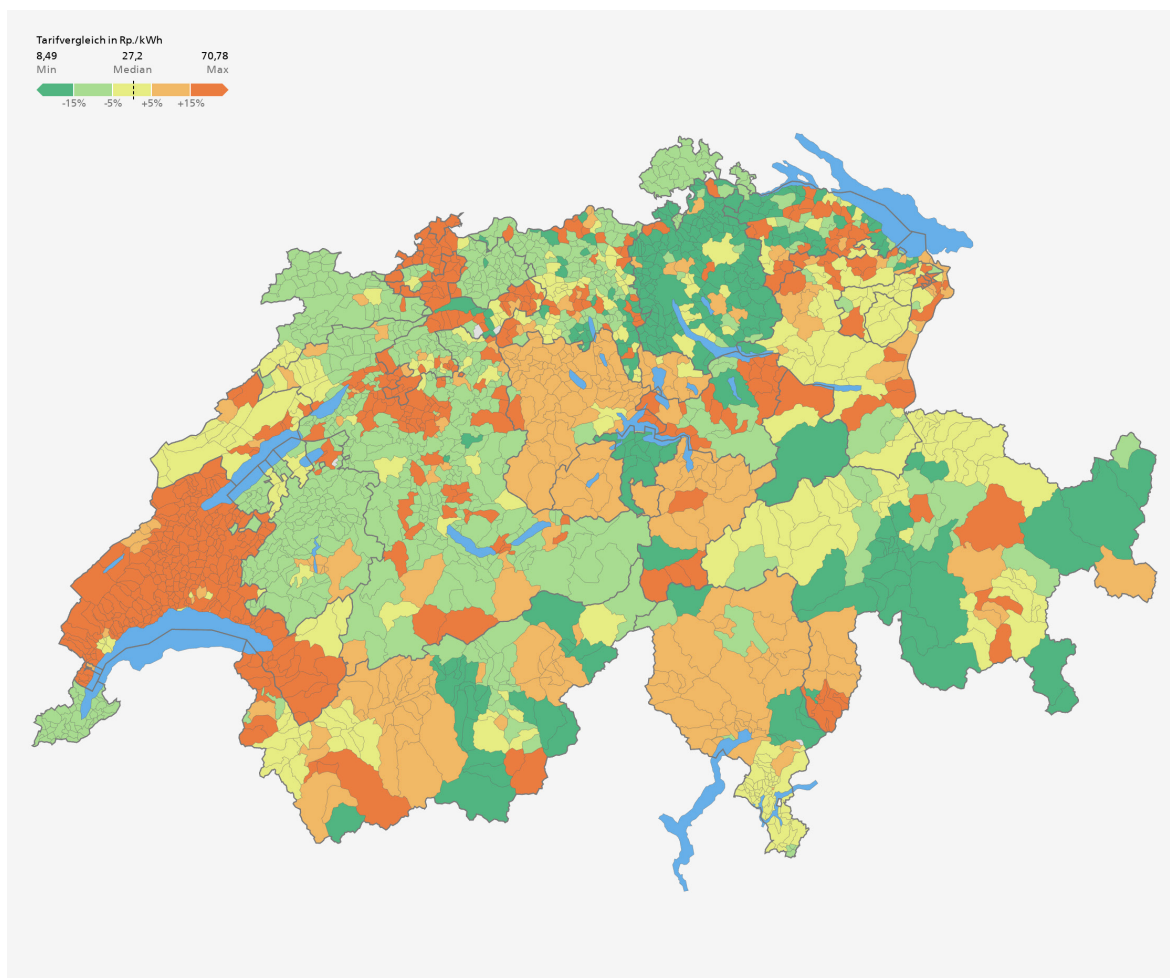 Tarifvergleich in Rp./kWh
8,49 27,2 70,78
Min Median Max
-15% -5% +5% +15%